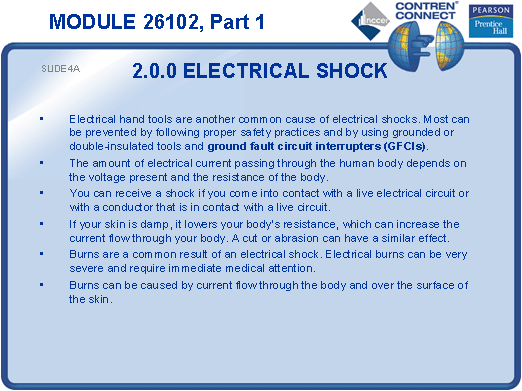 MODULE 26102, Part 1
nccer
CONTREN®
CONNECT
PEARSON
Prentice
Hall
SLIDE 4A
2.0.0 ELECTRICAL SHOCK
• Electrical hand tools are another common cause of electrical shocks. Most can
be prevented by following proper safety practices and by using grounded or
double-insulated tools and ground fault circuit interrupters (GFCIs).
• The amount of electrical current passing through the human body depends on
the voltage present and the resistance of the body.
• You can receive a shock if you come into contact with a live electrical circuit or
with a conductor that is in contact with a live circuit.
• If your skin is damp, it lowers your body's resistance, which can increase the
current flow through your body. A cut or abrasion can have a similar effect.
• Burns are a common result of an electrical shock. Electrical burns can be very
severe and require immediate medical attention.
• Burns can be caused by current flow through the body and over the surface of
the skin.